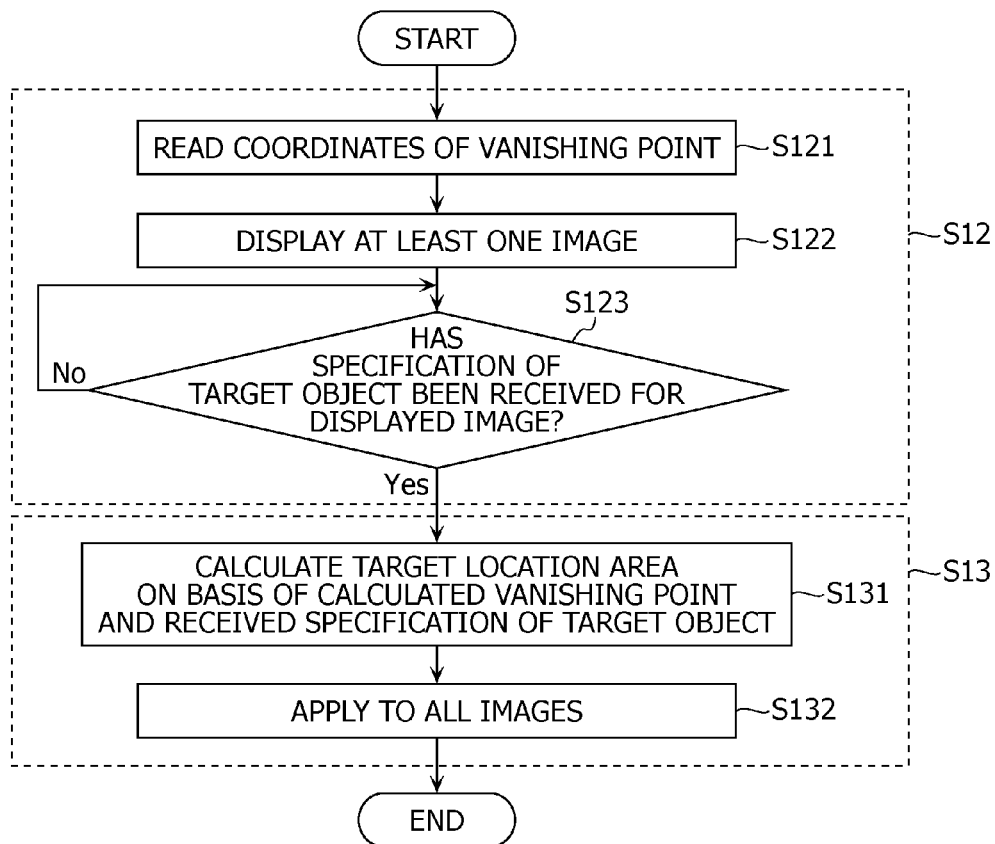 START
READ COORDINATES OF VANISHING POINT
S121
DISPLAY AT LEAST ONE IMAGE
S122
S12
S123
HAS
SPECIFICATION OF
TARGET OBJECT BEEN RECEIVED FOR
DISPLAYED IMAGE?
No
Yes
CALCULATE TARGET LOCATION AREA
ON BASIS OF CALCULATED VANISHING POINT
AND RECEIVED SPECIFICATION OF TARGET OBJECT
S131
S13
APPLY TO ALL IMAGES
S132
END